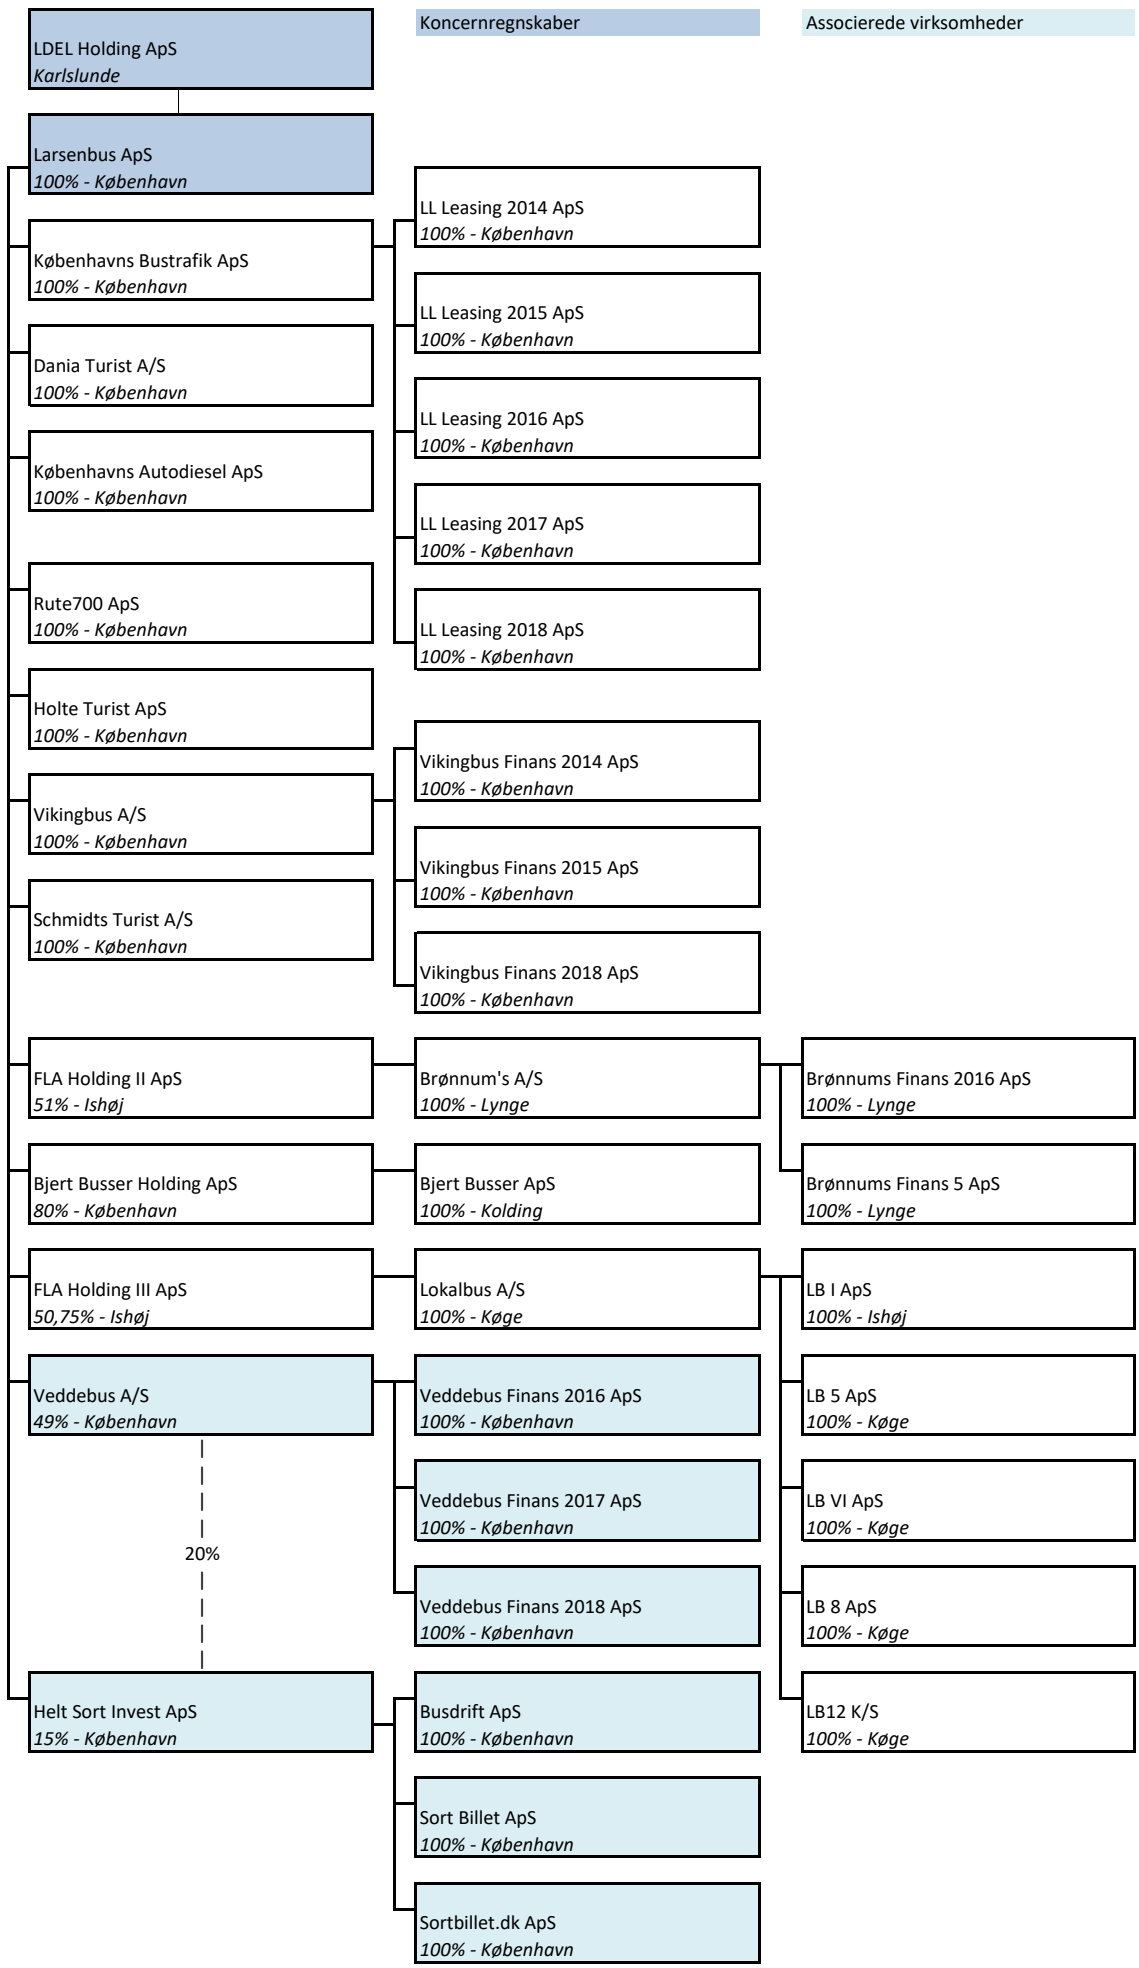 Koncernregnskaber
Associerede virksomheder
LDEL Holding ApS
Karlslunde
Larsenbus ApS
100% - København
Københavns Bustrafik ApS
100% - København
Dania Turist A/S
100% - København
Københavns Autodiesel ApS
100% - København
Rute700 ApS
100% - København
Holte Turist ApS
100% - København
Vikingbus A/S
100% - København
Schmidts Turist A/S
100% - København
LL Leasing 2014 ApS
100% - København
LL Leasing 2015 ApS
100% - København
LL Leasing 2016 ApS
100% - København
LL Leasing 2017 ApS
100% - København
LL Leasing 2018 ApS
100% - København
Vikingbus Finans 2014 ApS
100% - København
Vikingbus Finans 2015 ApS
100% - København
Vikingbus Finans 2018 ApS
100% - København
FLA Holding II ApS
51% - Ishøj
Brønnum's A/S
100% - Lynge
Brønnums Finans 2016 ApS
100% - Lynge
Brønnums Finans 5 ApS
100% - Lynge
Bjert Busser Holding ApS
80% - København
Bjert Busser ApS
100% - Kolding
FLA Holding III ApS
50,75% - Ishøj
Lokalbus A/S
100% - Køge
LB I ApS
100% - Ishøj
LB 5 ApS
100% - Køge
LB VI ApS
100% - Køge
LB 8 ApS
100% - Køge
LB12 K/S
100% - Køge
Veddebus A/S
49% - København
20%
Veddebus Finans 2016 ApS
100% - København
Veddebus Finans 2017 ApS
100% - København
Veddebus Finans 2018 ApS
100% - København
Helt Sort Invest ApS
15% - København
Busdrift ApS
100% - København
Sort Billet ApS
100% - København
Sortbillet.dk ApS
100% - København